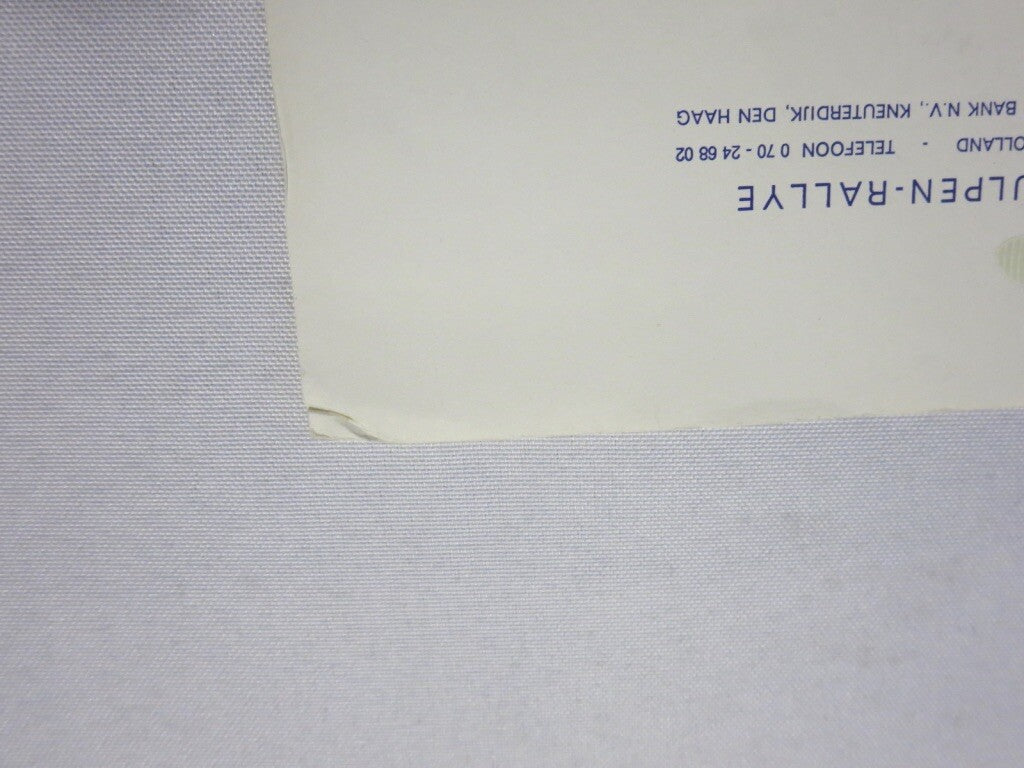 ULPEN-RALLYE
OLLAND - TELEFOON 0 70 - 24 68 02
BANK N.V., KNEUTERDIJK, DEN HAAG